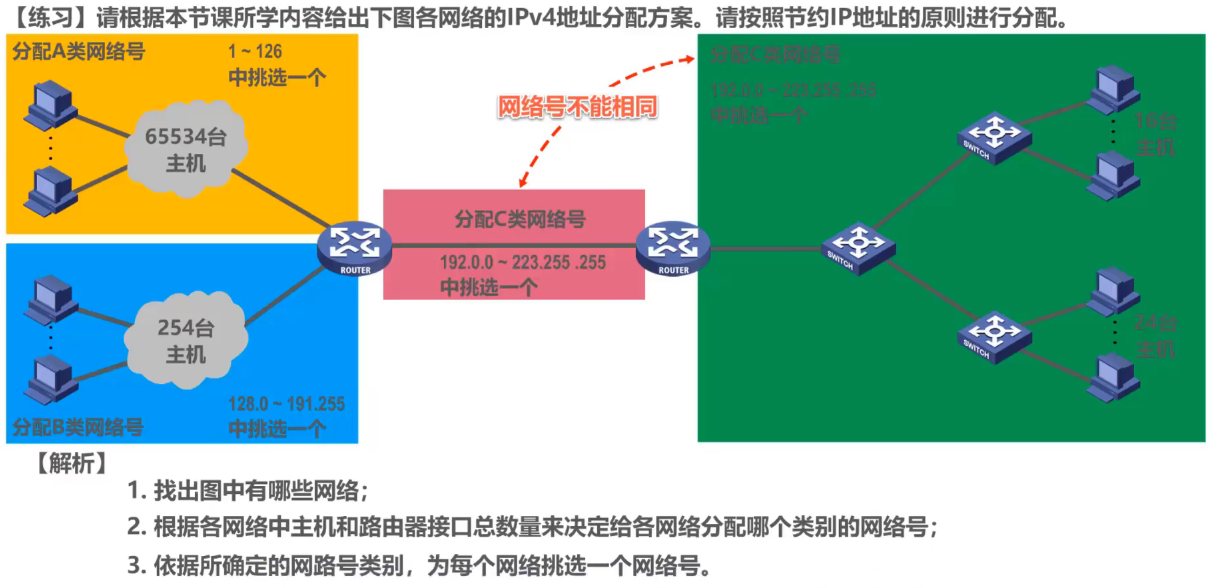 【练习】请根据本节课所学内容给出下图各网络的IPv4地址分配方案。请按照节约IP地址的原则进行分配。
分配A类网络号
1 ~ 126
中挑选一个
65534台
主机
ROUTER
254台
主机
128.0 ~ 191.255
中挑选一个
分配B类网络号
网络号不能相同
分配C类网络号
192.0.0 ~ 223.255 .255
中挑选一个
ROUTER
分配C类网络号
192.0.0 ~ 223.255 .255
中挑选一个
SWITCH
SWITCH
16台
主机
SWITCH
24台
主机
【解析】
1. 找出图中有哪些网络；
2. 根据各网络中主机和路由器接口总数量来决定给各网络分配哪个类别的网络号；
3. 依据所确定的网路号类别，为每个网络挑选一个网络号。